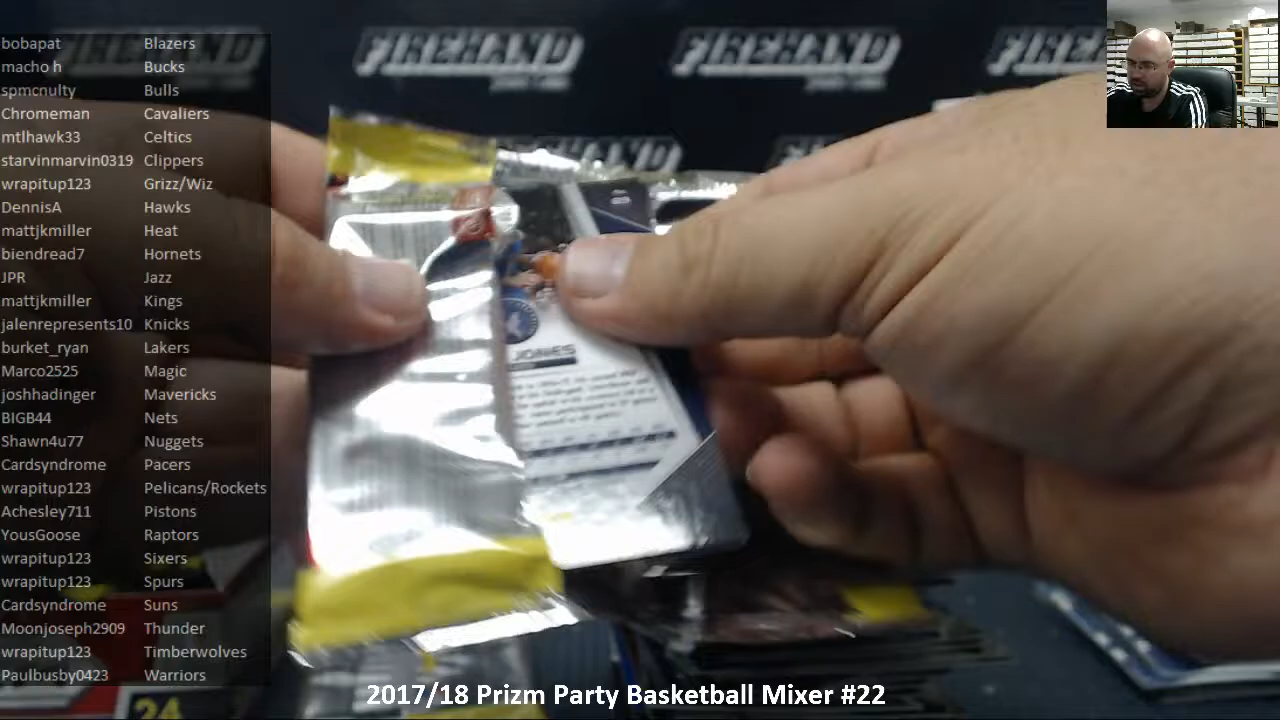 FIREHAND FIREHAND FIREHAND FIREHAND
bobapat Blazers
macho h Bucks
spmcnulty Bulls
Chromeman Cavaliers
mtlhawk33 Celtics
starvinmarvin0319 Clippers
wrapitup123 Grizz/Wiz
DennisA Hawks
mattjkmiller Heat
biendread7 Hornets
JPR Jazz
mattjkmiller Kings
jalenrepresents10 Knicks
burket_ryan Lakers
Marco2525 Magic
joshhadinger Mavericks
BIGB44 Nets
Shawn4u77 Nuggets
Cardsyndrome Pacers
wrapitup123 Pelicans/Rockets
Achesley711 Pistons
YousGoose Raptors
wrapitup123 Sixers
wrapitup123 Spurs
Cardsyndrome Suns
Moonjoseph2909 Thunder
wrapitup123 Timberwolves
Paulbusby0423 Warriors
JONES
24
2017/18 Prizm Party Basketball Mixer #22